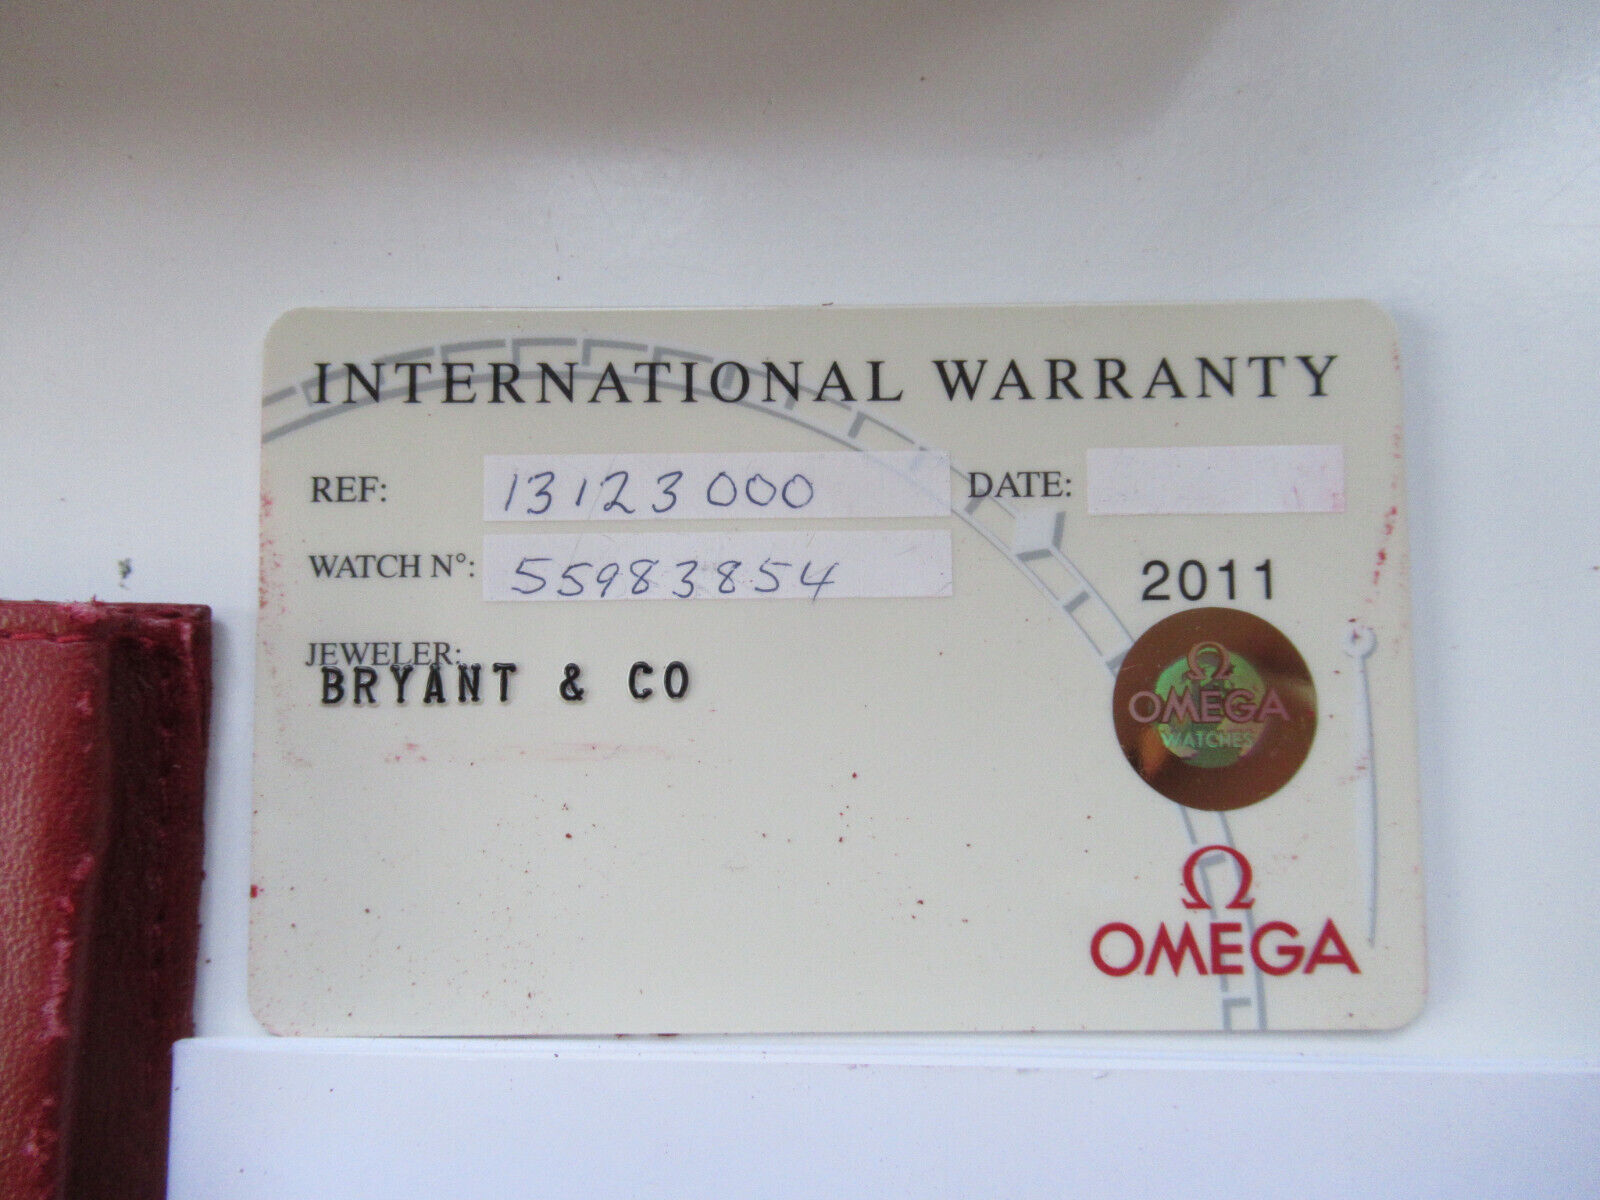 INTERNATIONAL WARRANTY
REF: 13123000 DATE:
WATCH N°: 55983854
2011
JEWELER:
BRYANT & CO
Ω
OMEGA
WATCHES
Ω
OMEGA